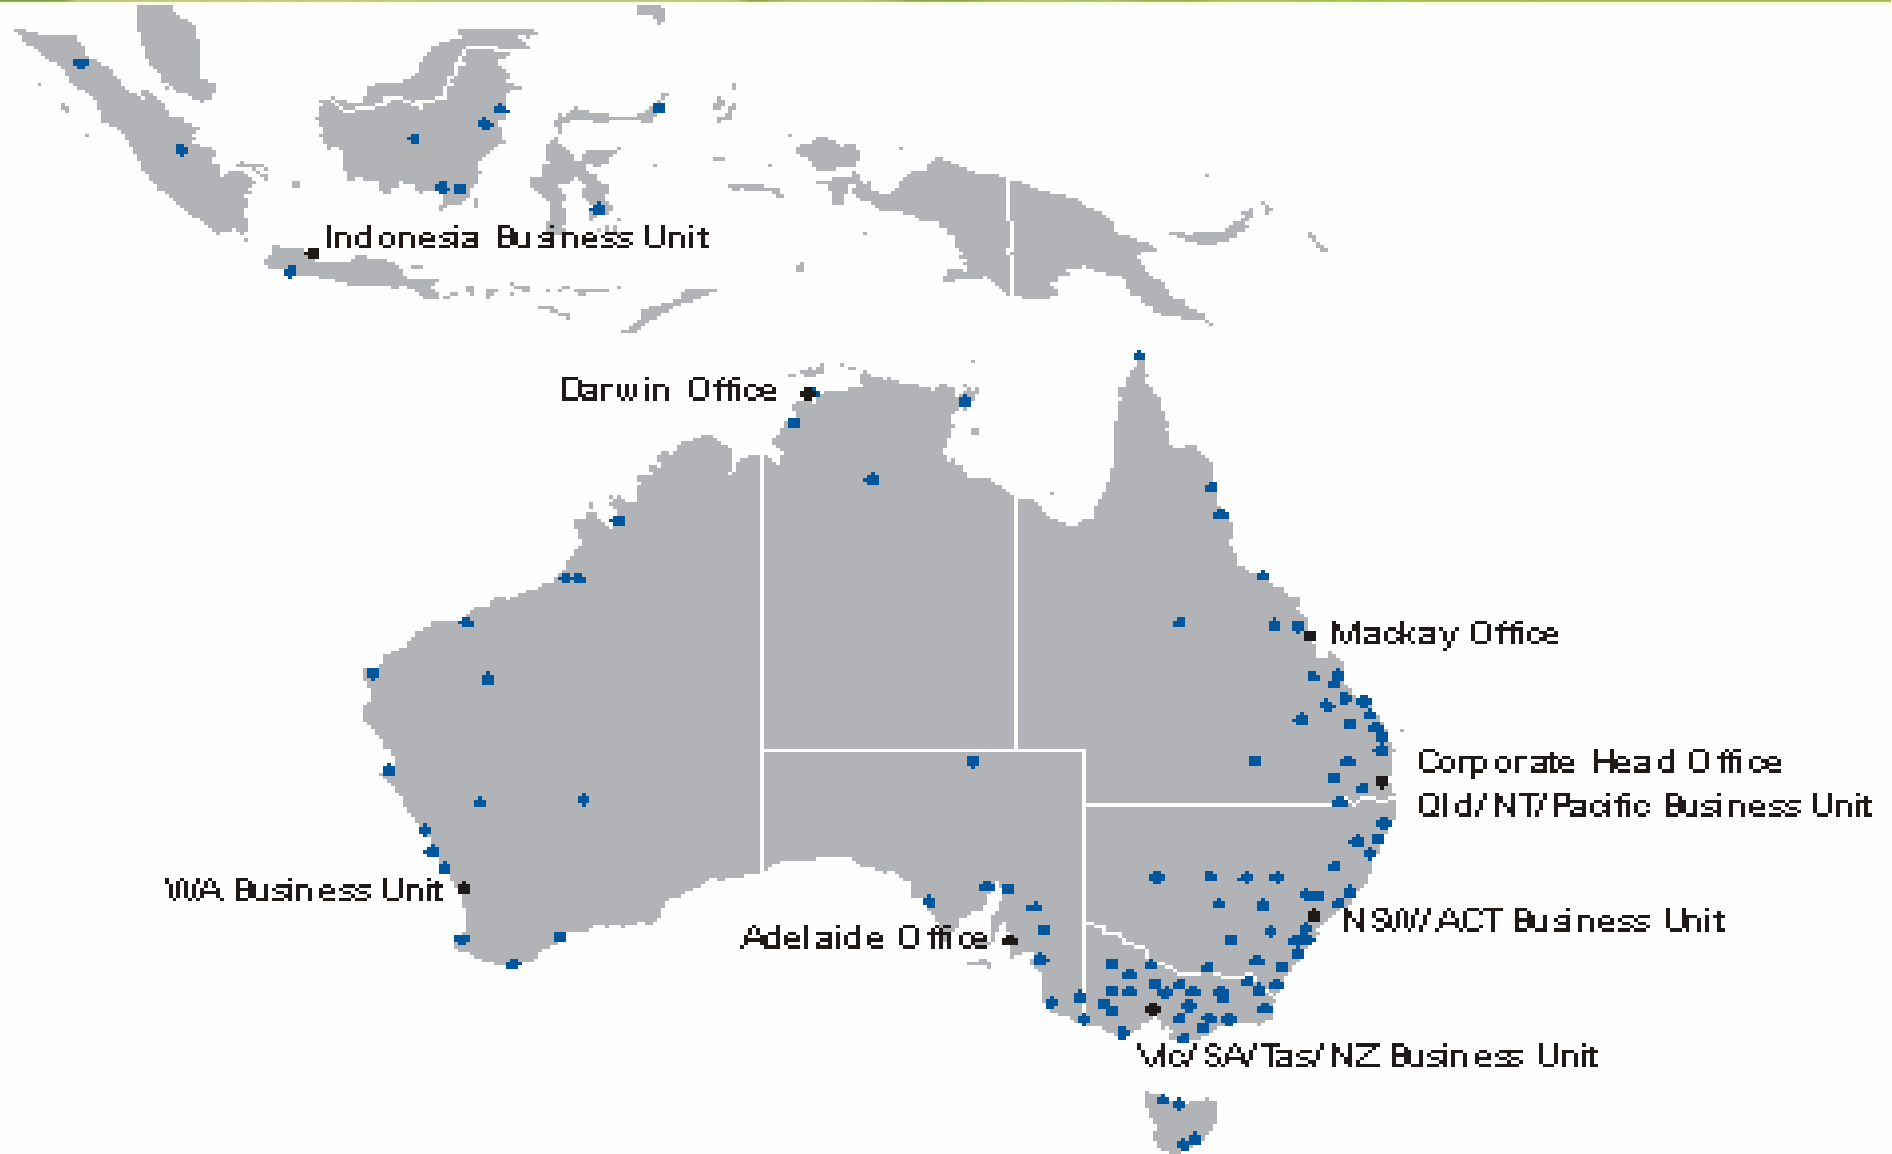 Indonesia Business Unit
Darwin Office
Mackay Office
Corporate Head Office
Qld/NT/Pacific Business Unit
WA Business Unit
Adelaide Office
NSW/ACT Business Unit
Vic/SA/Tas/NZ Business Unit